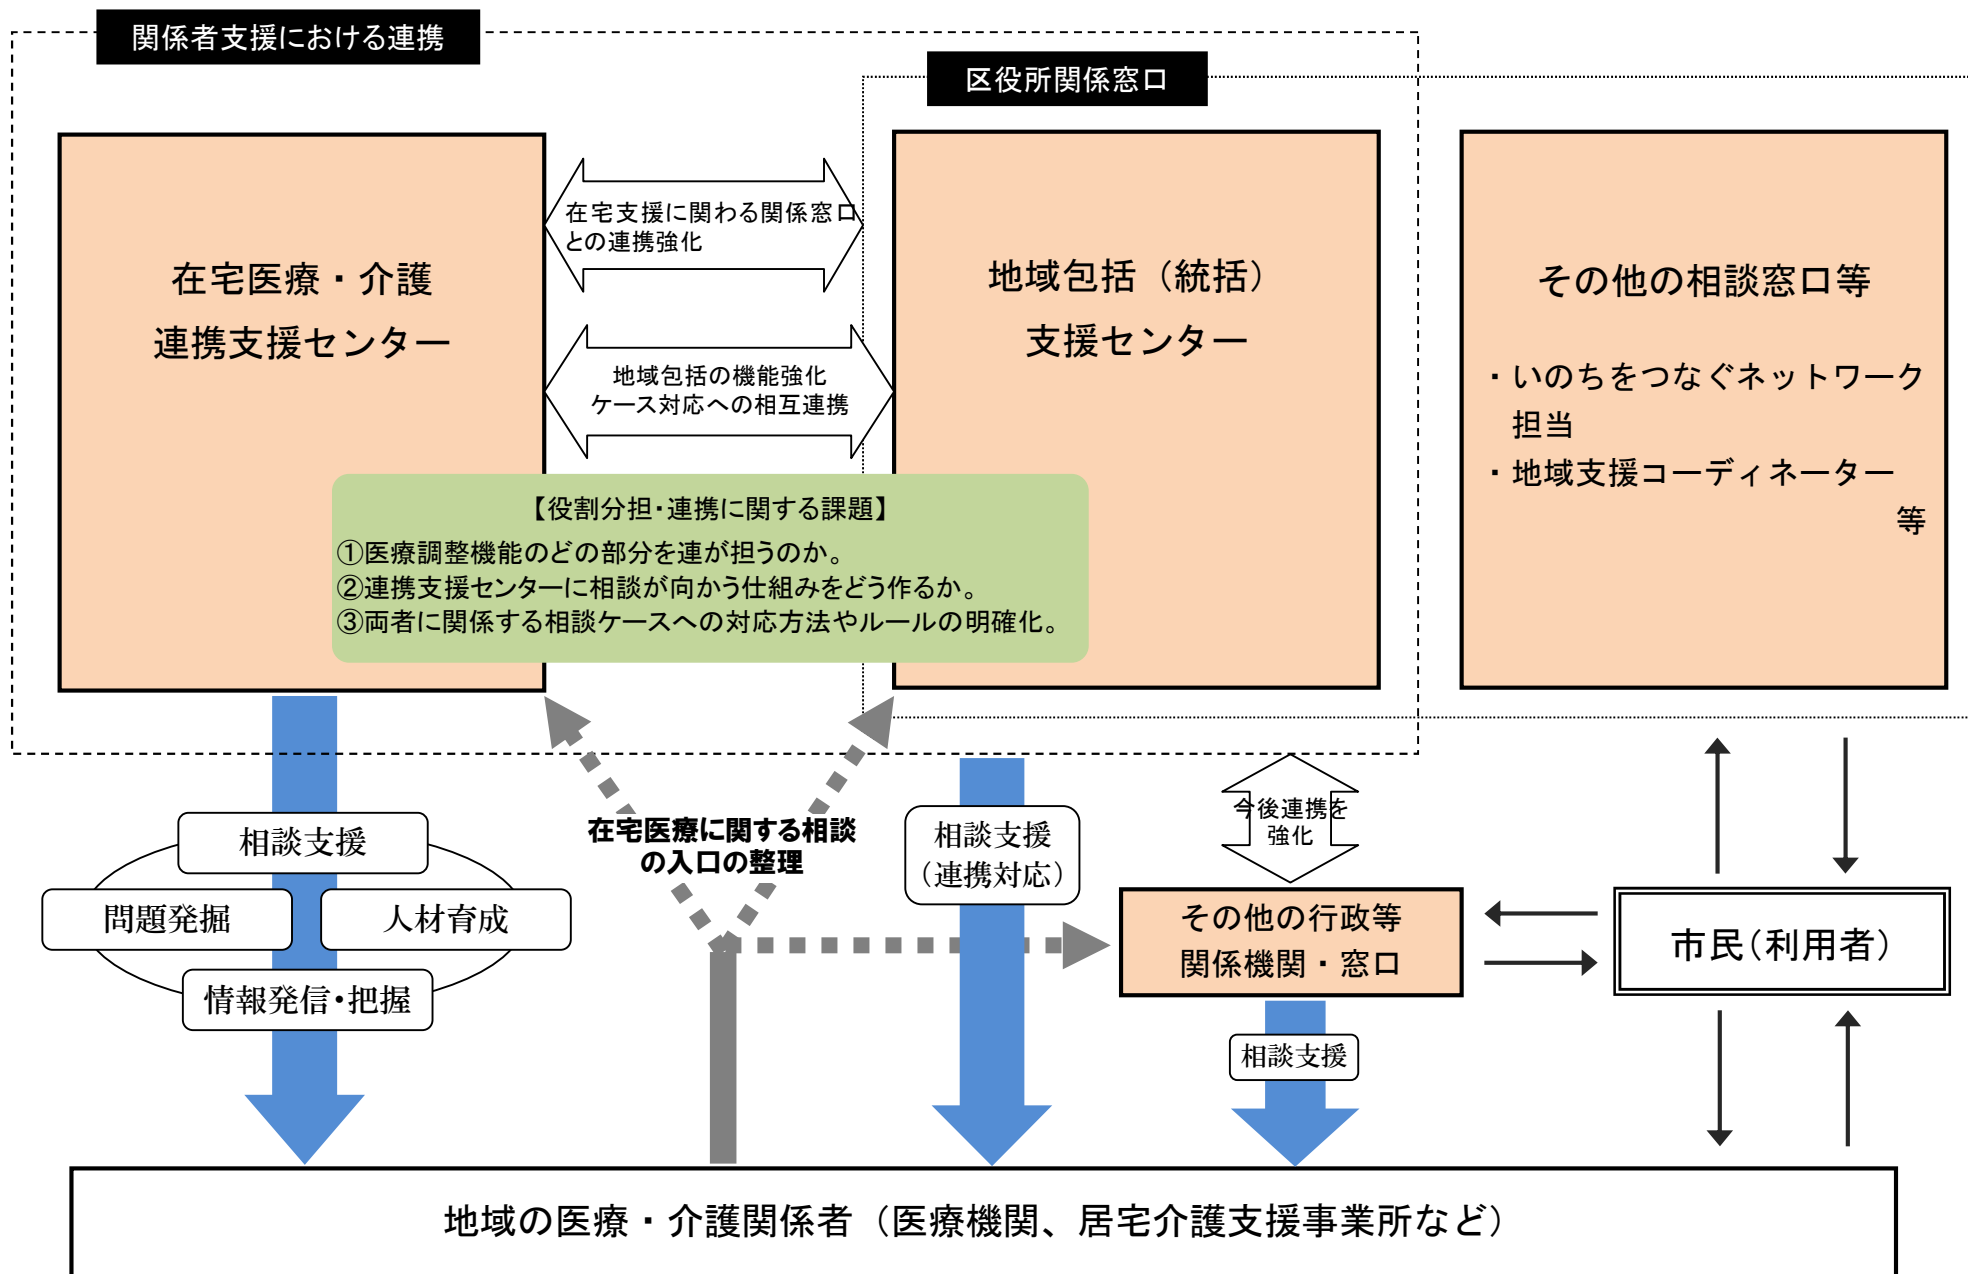 関係者支援における連携
区役所関係窓口
在宅医療・介護
連携支援センター
在宅支援に関わる関係窓口
との連携強化
地域包括の機能強化
ケース対応への相互連携
地域包括（統括）
支援センター
その他の相談窓口等
・いのちをつなぐネットワーク
担当
・地域支援コーディネーター
等
【役割分担・連携に関する課題】
①医療調整機能のどの部分を連が担うのか。
②連携支援センターに相談が向かう仕組みをどう作るか。
③両者に関係する相談ケースへの対応方法やルールの明確化。
相談支援
問題発掘
人材育成
情報発信・把握
在宅医療に関する相談
の入口の整理
相談支援
（連携対応）
今後連携を
強化
その他の行政等
関係機関・窓口
相談支援
市民（利用者）
地域の医療・介護関係者（医療機関、居宅介護支援事業所など）